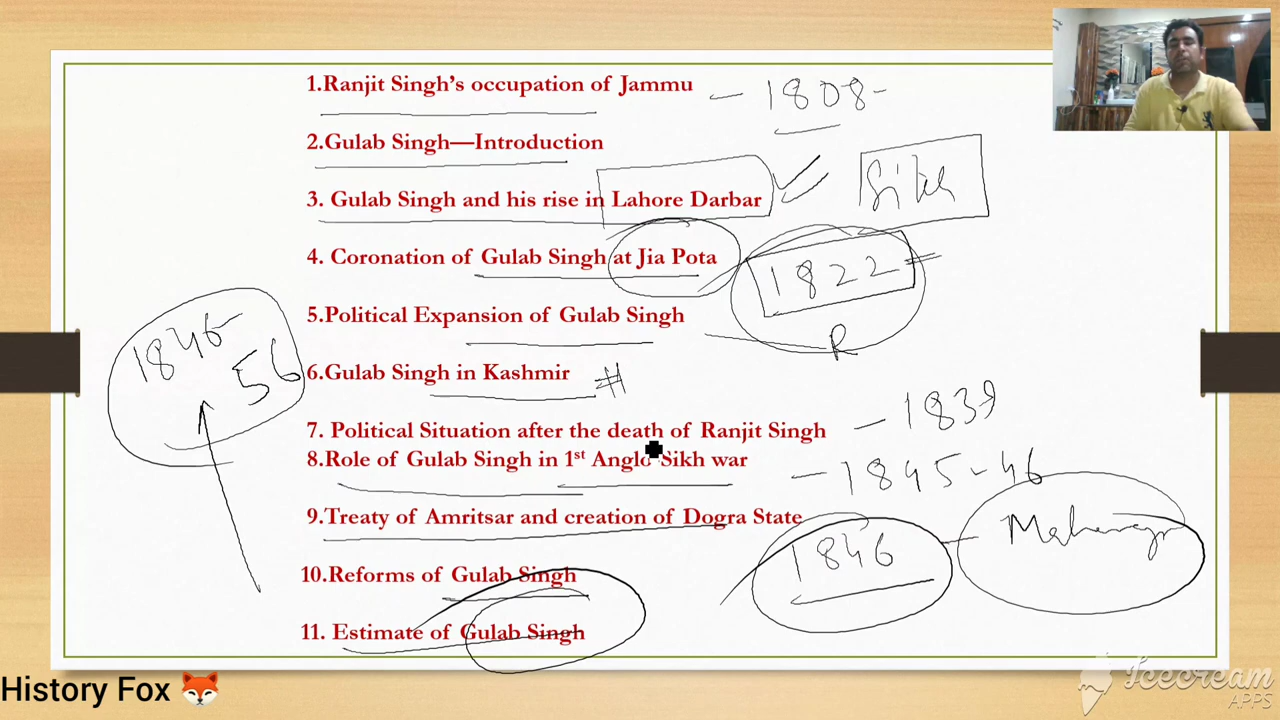 1.Ranjit Singh's occupation of Jammu – 1808-
2.Gulab Singh—Introduction
3. Gulab Singh and his rise in Lahore Darbar Sikh
4. Coronation of Gulab Singh at Jia Pota 1822
R
5.Political Expansion of Gulab Singh
1846-
56
6.Gulab Singh in Kashmir #
7. Political Situation after the death of Ranjit Singh – 1839
8.Role of Gulab Singh in 1st Anglo Sikh war – 1845-46
9.Treaty of Amritsar and creation of Dogra State
1846 – Maharaja
10.Reforms of Gulab Singh
11. Estimate of Gulab Singh
History Fox 🦊
Icecream
APPS